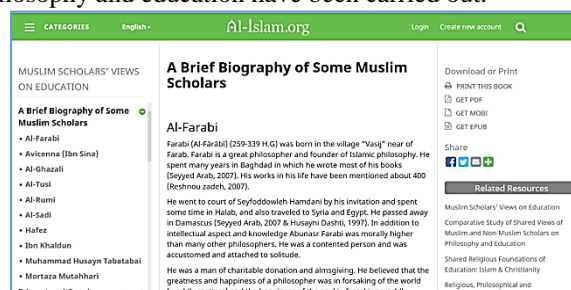 philosophy and education have been carried out.
CATEGORIES English Al-Islam.org Login Create new account
MUSLIM SCHOLARS' VIEWS
ON EDUCATION
A Brief Biography of Some
Muslim Scholars
• Al-Farabi
• Avicenna (Ibn Sina)
• Al-Ghazali
• Al-Tusi
• Al-Rumi
• Al-Sadi
• Hafez
• Ibn Khaldun
• Muhammad Husayn Tabatabai
• Mortaza Mutahhari
A Brief Biography of Some Muslim
Scholars
Al-Farabi
Farabi (Al-Fārābī) (259-339 H.G) was born in the village "Vasij" near of
Farab. Farabi is a great philosopher and founder of Islamic philosophy. He
spent many years in Baghdad in which he wrote most of his books
(Seyyed Arab, 2007). His works in his life have been mentioned about 400
(Reshnou zadeh, 2007).
He went to court of Seyfoddowleh Hamdani by his invitation and spent
some time in Halab, and also traveled to Syria and Egypt. He passed away
in Damascus (Seyyed Arab, 2007 & Husayni Dashti, 1997). In addition to
intellectual aspect and knowledge Abunasr Farabi was morally higher
than many other philosophers. He was a contented person and was
accustomed and attached to solitude.
He was a man of charitable donation and almsgiving. He believed that the
greatness and happiness of a philosopher was in forsaking of the world
Download or Print
PRINT THIS BOOK
GET PDF
GET MOBI
GET EPUB
Share
Related Resources
Muslim Scholars' Views on Education
Comparative Study of Shared Views of
Muslim and Non-Muslim Scholars on
Philosophy and Education
Shared Religious Foundations of
Education: Islam & Christianity
Religious, Philosophical and